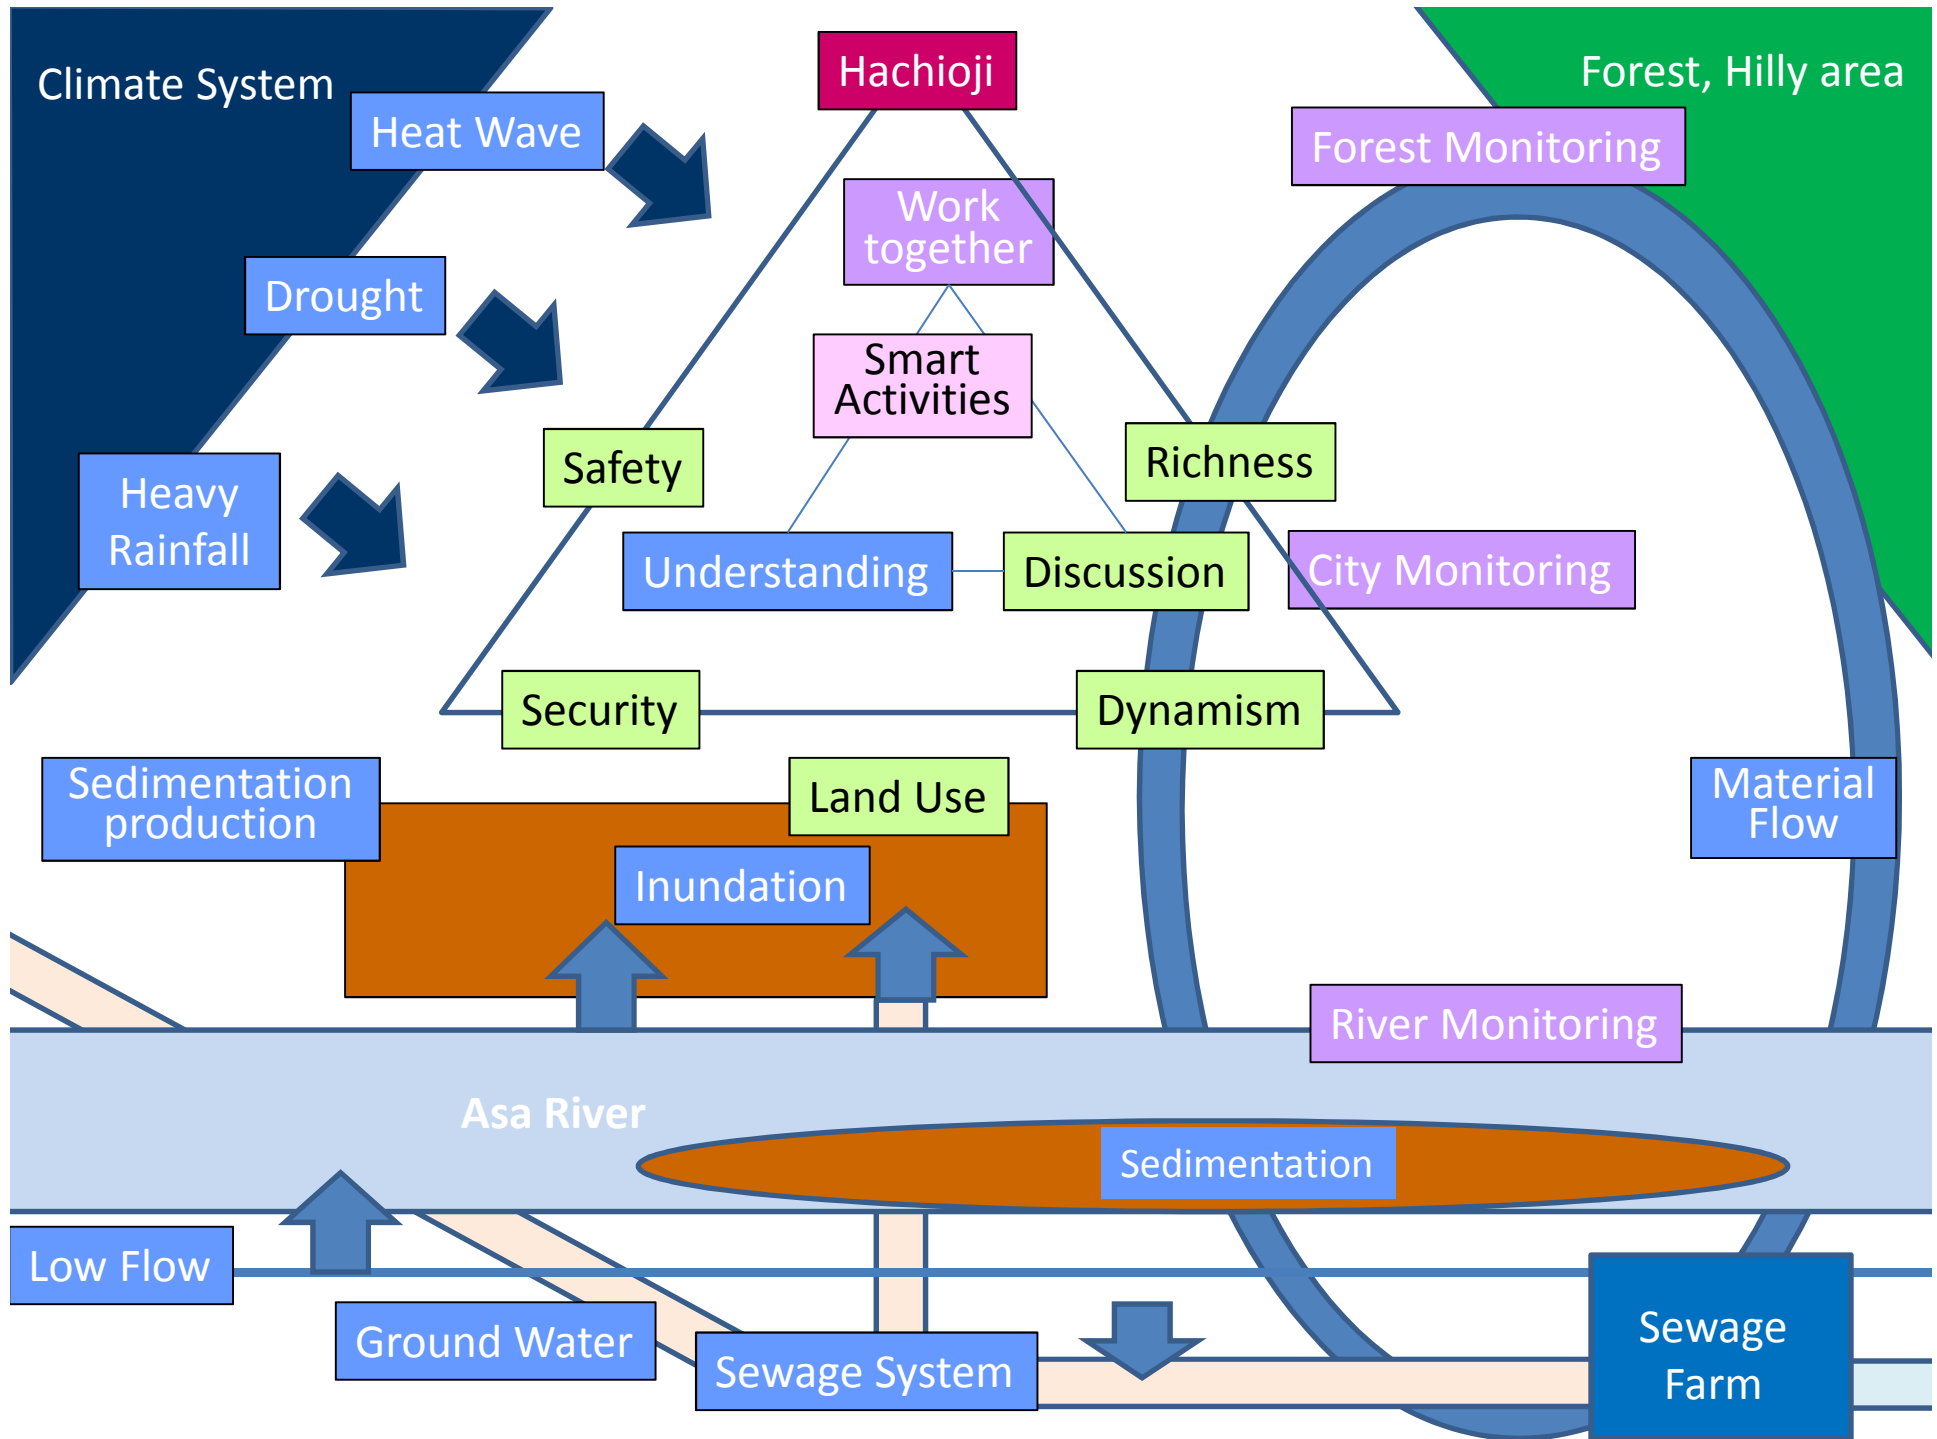 Climate System
Hachioji
Forest, Hilly area
Heat Wave
Forest Monitoring
Work
together
Drought
Smart
Activities
Safety
Richness
Heavy
Rainfall
Understanding
Discussion
City Monitoring
Security
Dynamism
Sedimentation
production
Land Use
Material
Flow
Inundation
River Monitoring
Asa River
Sedimentation
Low Flow
Ground Water
Sewage System
Sewage
Farm